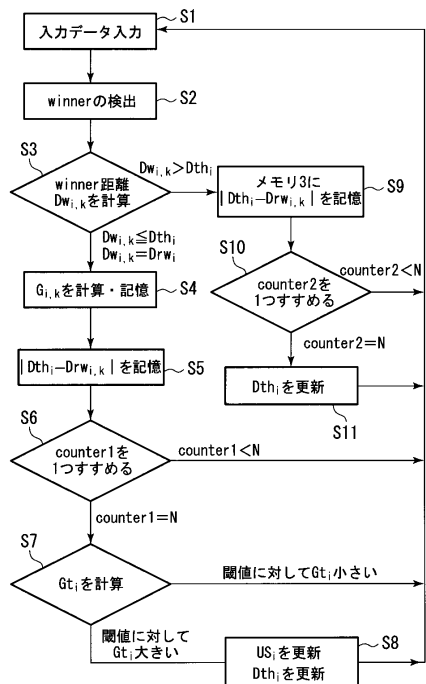 S1
入力データ入力
winnerの検出
S2
S3
winner距離
Dwi,kを計算
Dwi,k>Dthi
メモリ3に
|Dthi−Drwi,k|を記憶
S9
Dwi,k≦Dthi
Dwi,k=Drwi
S10
counter2を
1つすすめる
counter2<N
Gi,kを計算・記憶
S4
counter2=N
|Dthi−Drwi,k|を記憶
S5
Dthiを更新
S11
S6
counter1を
1つすすめる
counter1<N
counter1=N
S7
Gtiを計算
閾値に対してGti小さい
閾値に対して
Gti大きい
S8
USiを更新
Dthiを更新